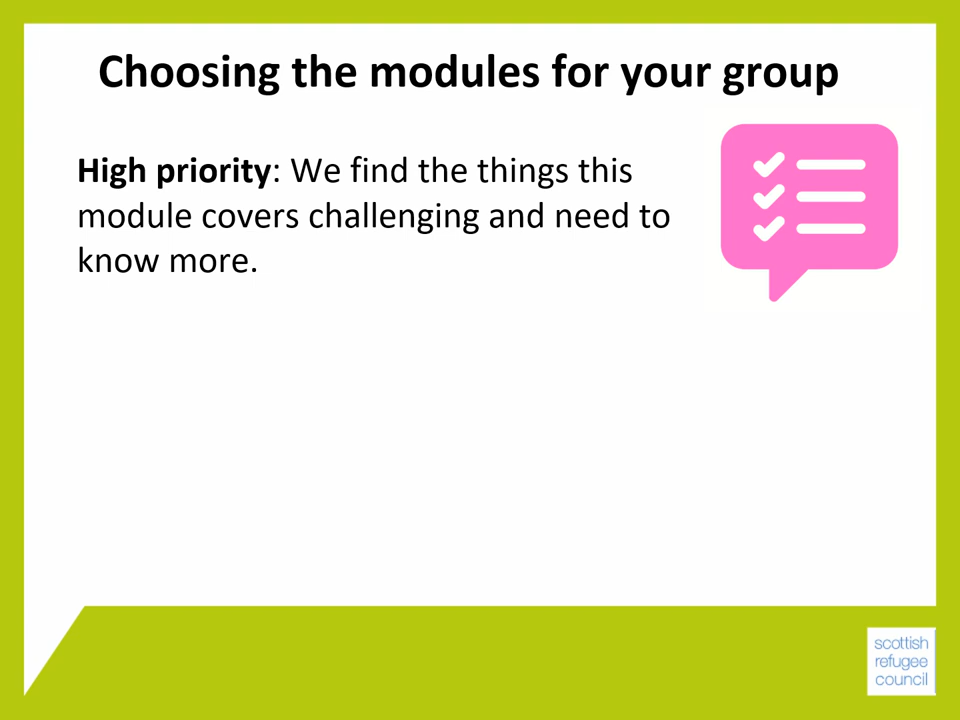 Choosing the modules for your group
High priority: We find the things this
module covers challenging and need to
know more.
scottish
refugee
council